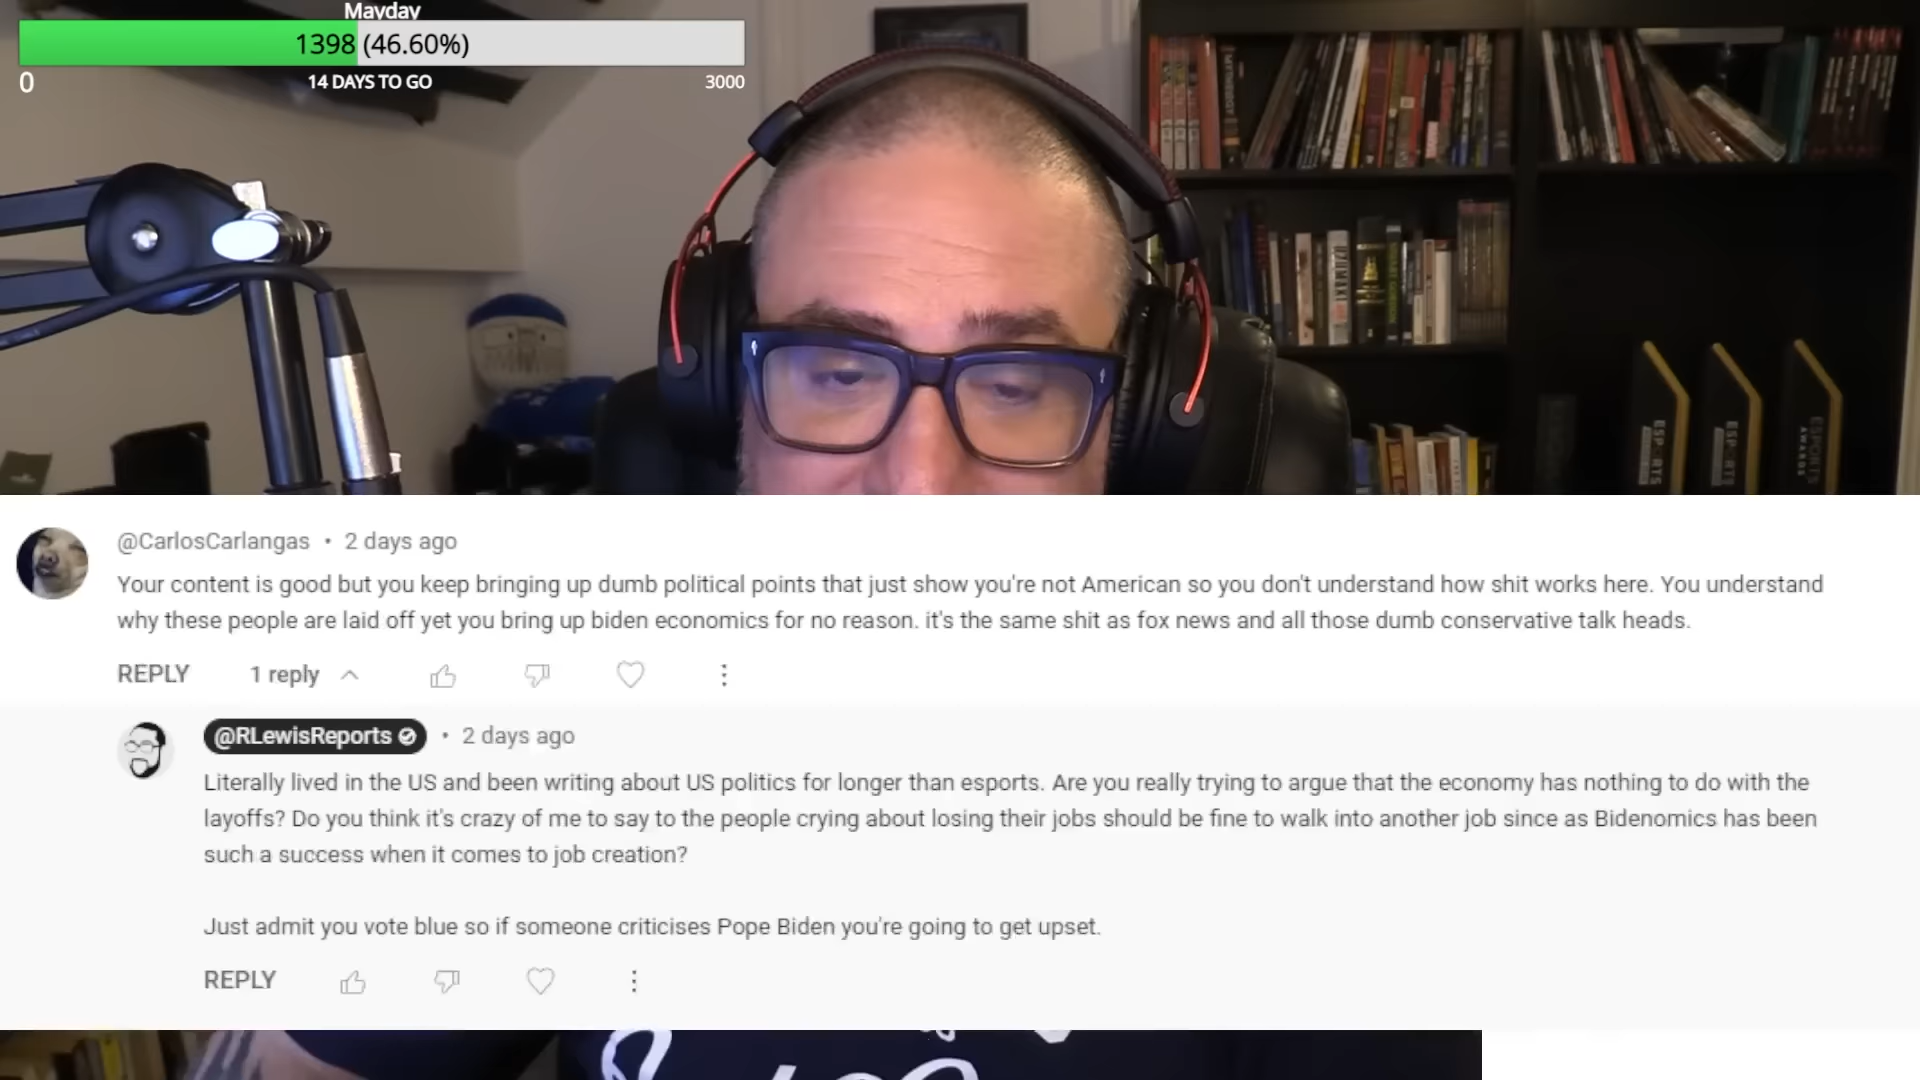 Mayday
1398 (46.60%)
0
14 DAYS TO GO
3000
ESPORTS
ESPORTS
ESPORTS
AWARDS
@CarlosCarlangas • 2 days ago
Your content is good but you keep bringing up dumb political points that just show you're not American so you don't understand how shit works here. You understand
why these people are laid off yet you bring up biden economics for no reason. it's the same shit as fox news and all those dumb conservative talk heads.
REPLY 1 reply
@RLewisReports • 2 days ago
Literally lived in the US and been writing about US politics for longer than esports. Are you really trying to argue that the economy has nothing to do with the
layoffs? Do you think it's crazy of me to say to the people crying about losing their jobs should be fine to walk into another job since as Bidenomics has been
such a success when it comes to job creation?
Just admit you vote blue so if someone criticises Pope Biden you're going to get upset.
REPLY